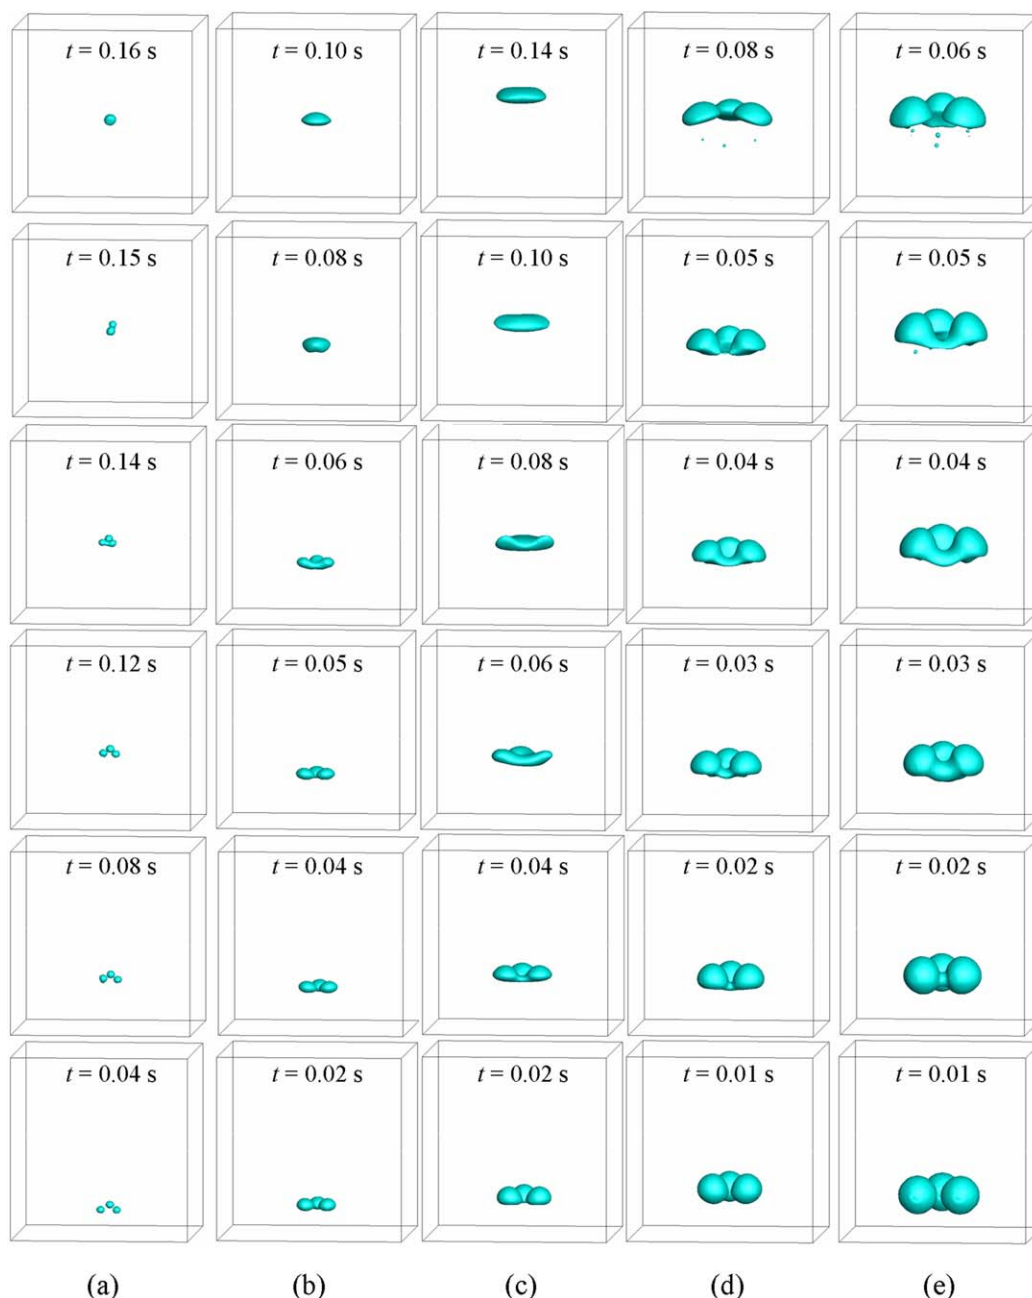 t = 0.16 s t = 0.10 s t = 0.14 s t = 0.08 s t = 0.06 s
t = 0.15 s t = 0.08 s t = 0.10 s t = 0.05 s t = 0.05 s
t = 0.14 s t = 0.06 s t = 0.08 s t = 0.04 s t = 0.04 s
t = 0.12 s t = 0.05 s t = 0.06 s t = 0.03 s t = 0.03 s
t = 0.08 s t = 0.04 s t = 0.04 s t = 0.02 s t = 0.02 s
t = 0.04 s t = 0.02 s t = 0.02 s t = 0.01 s t = 0.01 s
(a) (b) (c) (d) (e)